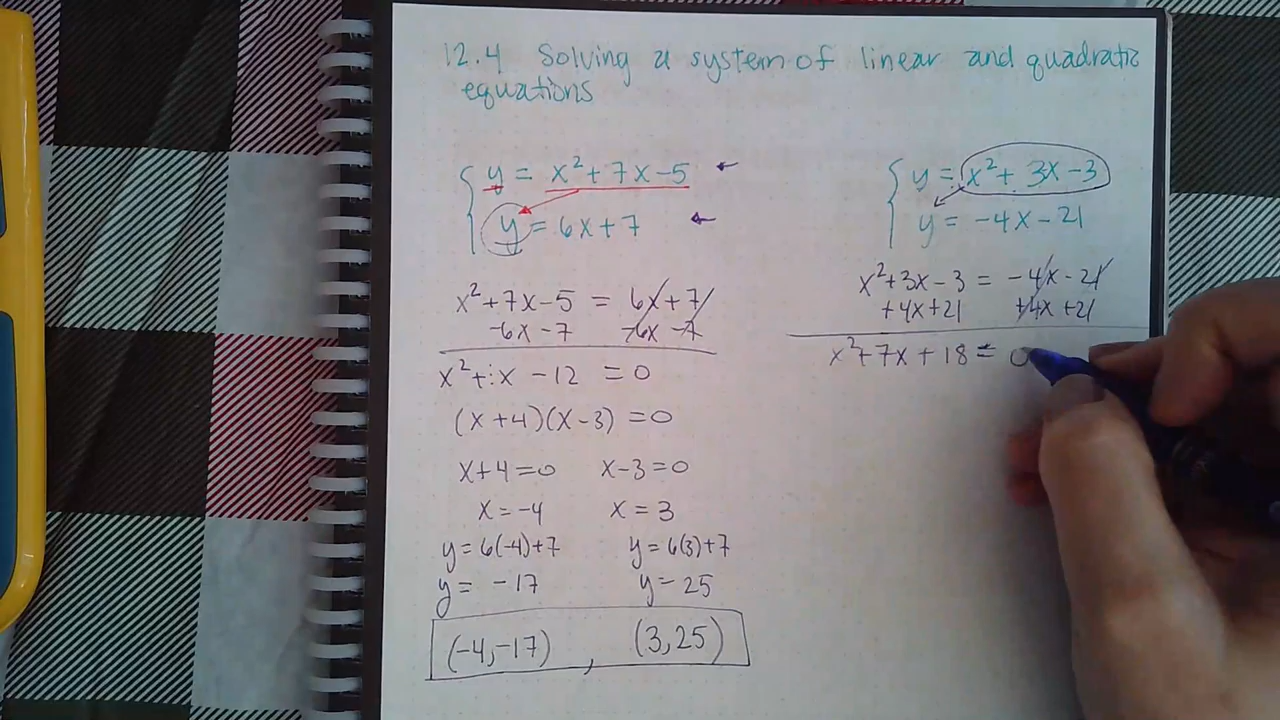 12.4 Solving a system of linear and quadratic
equations
y = x²+7x-5
y = 6x+7
x²+7x-5 = 6x+7
-6x-7 -6x-7
x²+x-12 = 0
(x+4)(x-3) = 0
x+4=0 x-3=0
x=-4 x=3
y=6(-4)+7 y=6(3)+7
y= -17 y=25
(-4,-17) , (3,25)
y= x²+3x-3
y = -4x-21
x²+3x-3 = -4x-21
+4x+21 +4x+21
x²+7x+18 = 0